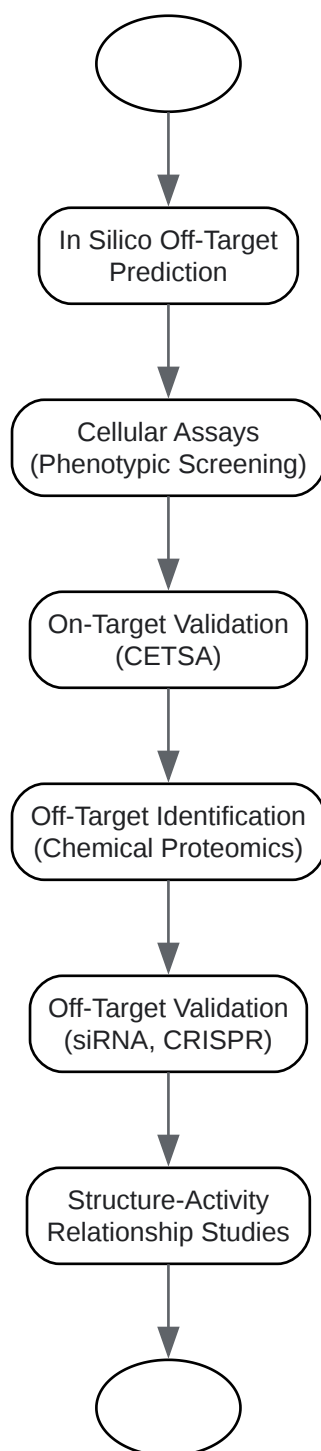 In Silico Off-Target
Prediction
Cellular Assays
(Phenotypic Screening)
On-Target Validation
(CETSA)
Off-Target Identification
(Chemical Proteomics)
Off-Target Validation
(siRNA, CRISPR)
Structure-Activity
Relationship Studies